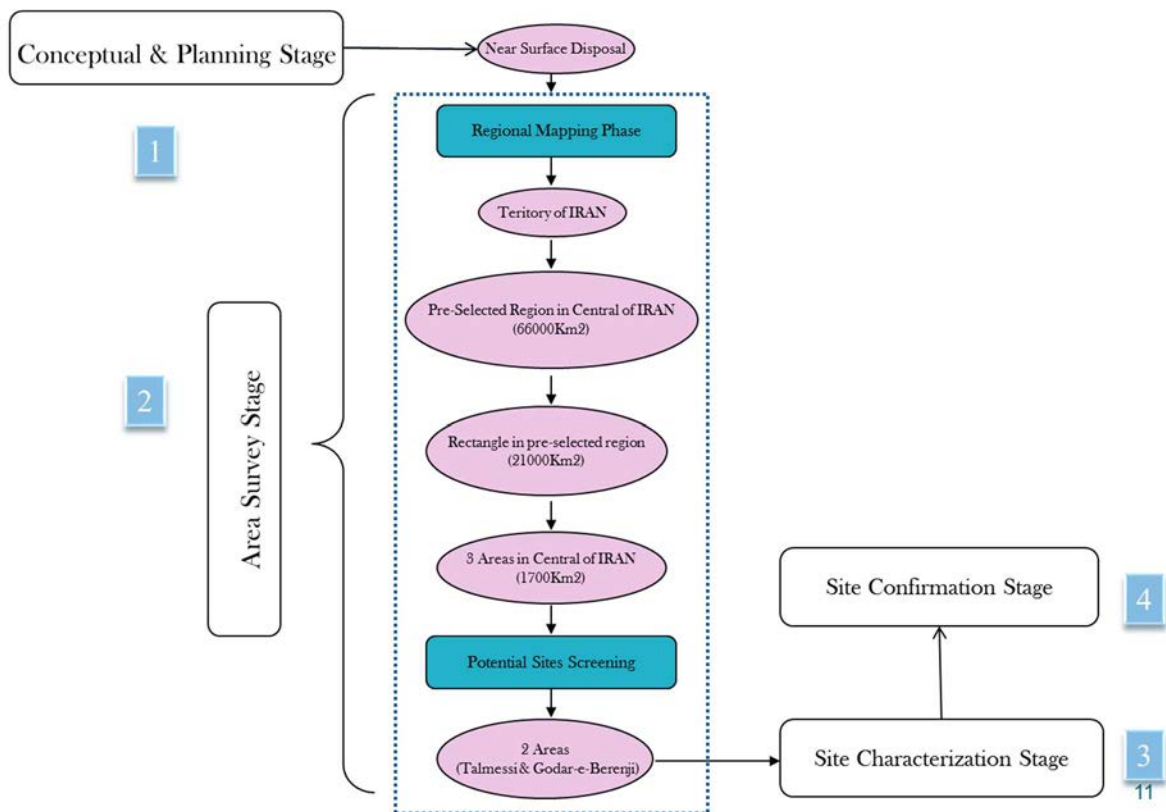 Conceptual & Planning Stage
Near Surface Disposal
1
Regional Mapping Phase
Teritory of IRAN
Pre-Selected Region in Central of IRAN
(66000Km2)
2
Area Survey Stage
Rectangle in pre-selected region
(21000Km2)
3 Areas in Central of IRAN
(1700Km2)
Potential Sites Screening
2 Areas
(Talmessi & Godar-e-Berenji)
Site Confirmation Stage
4
Site Characterization Stage
3
11